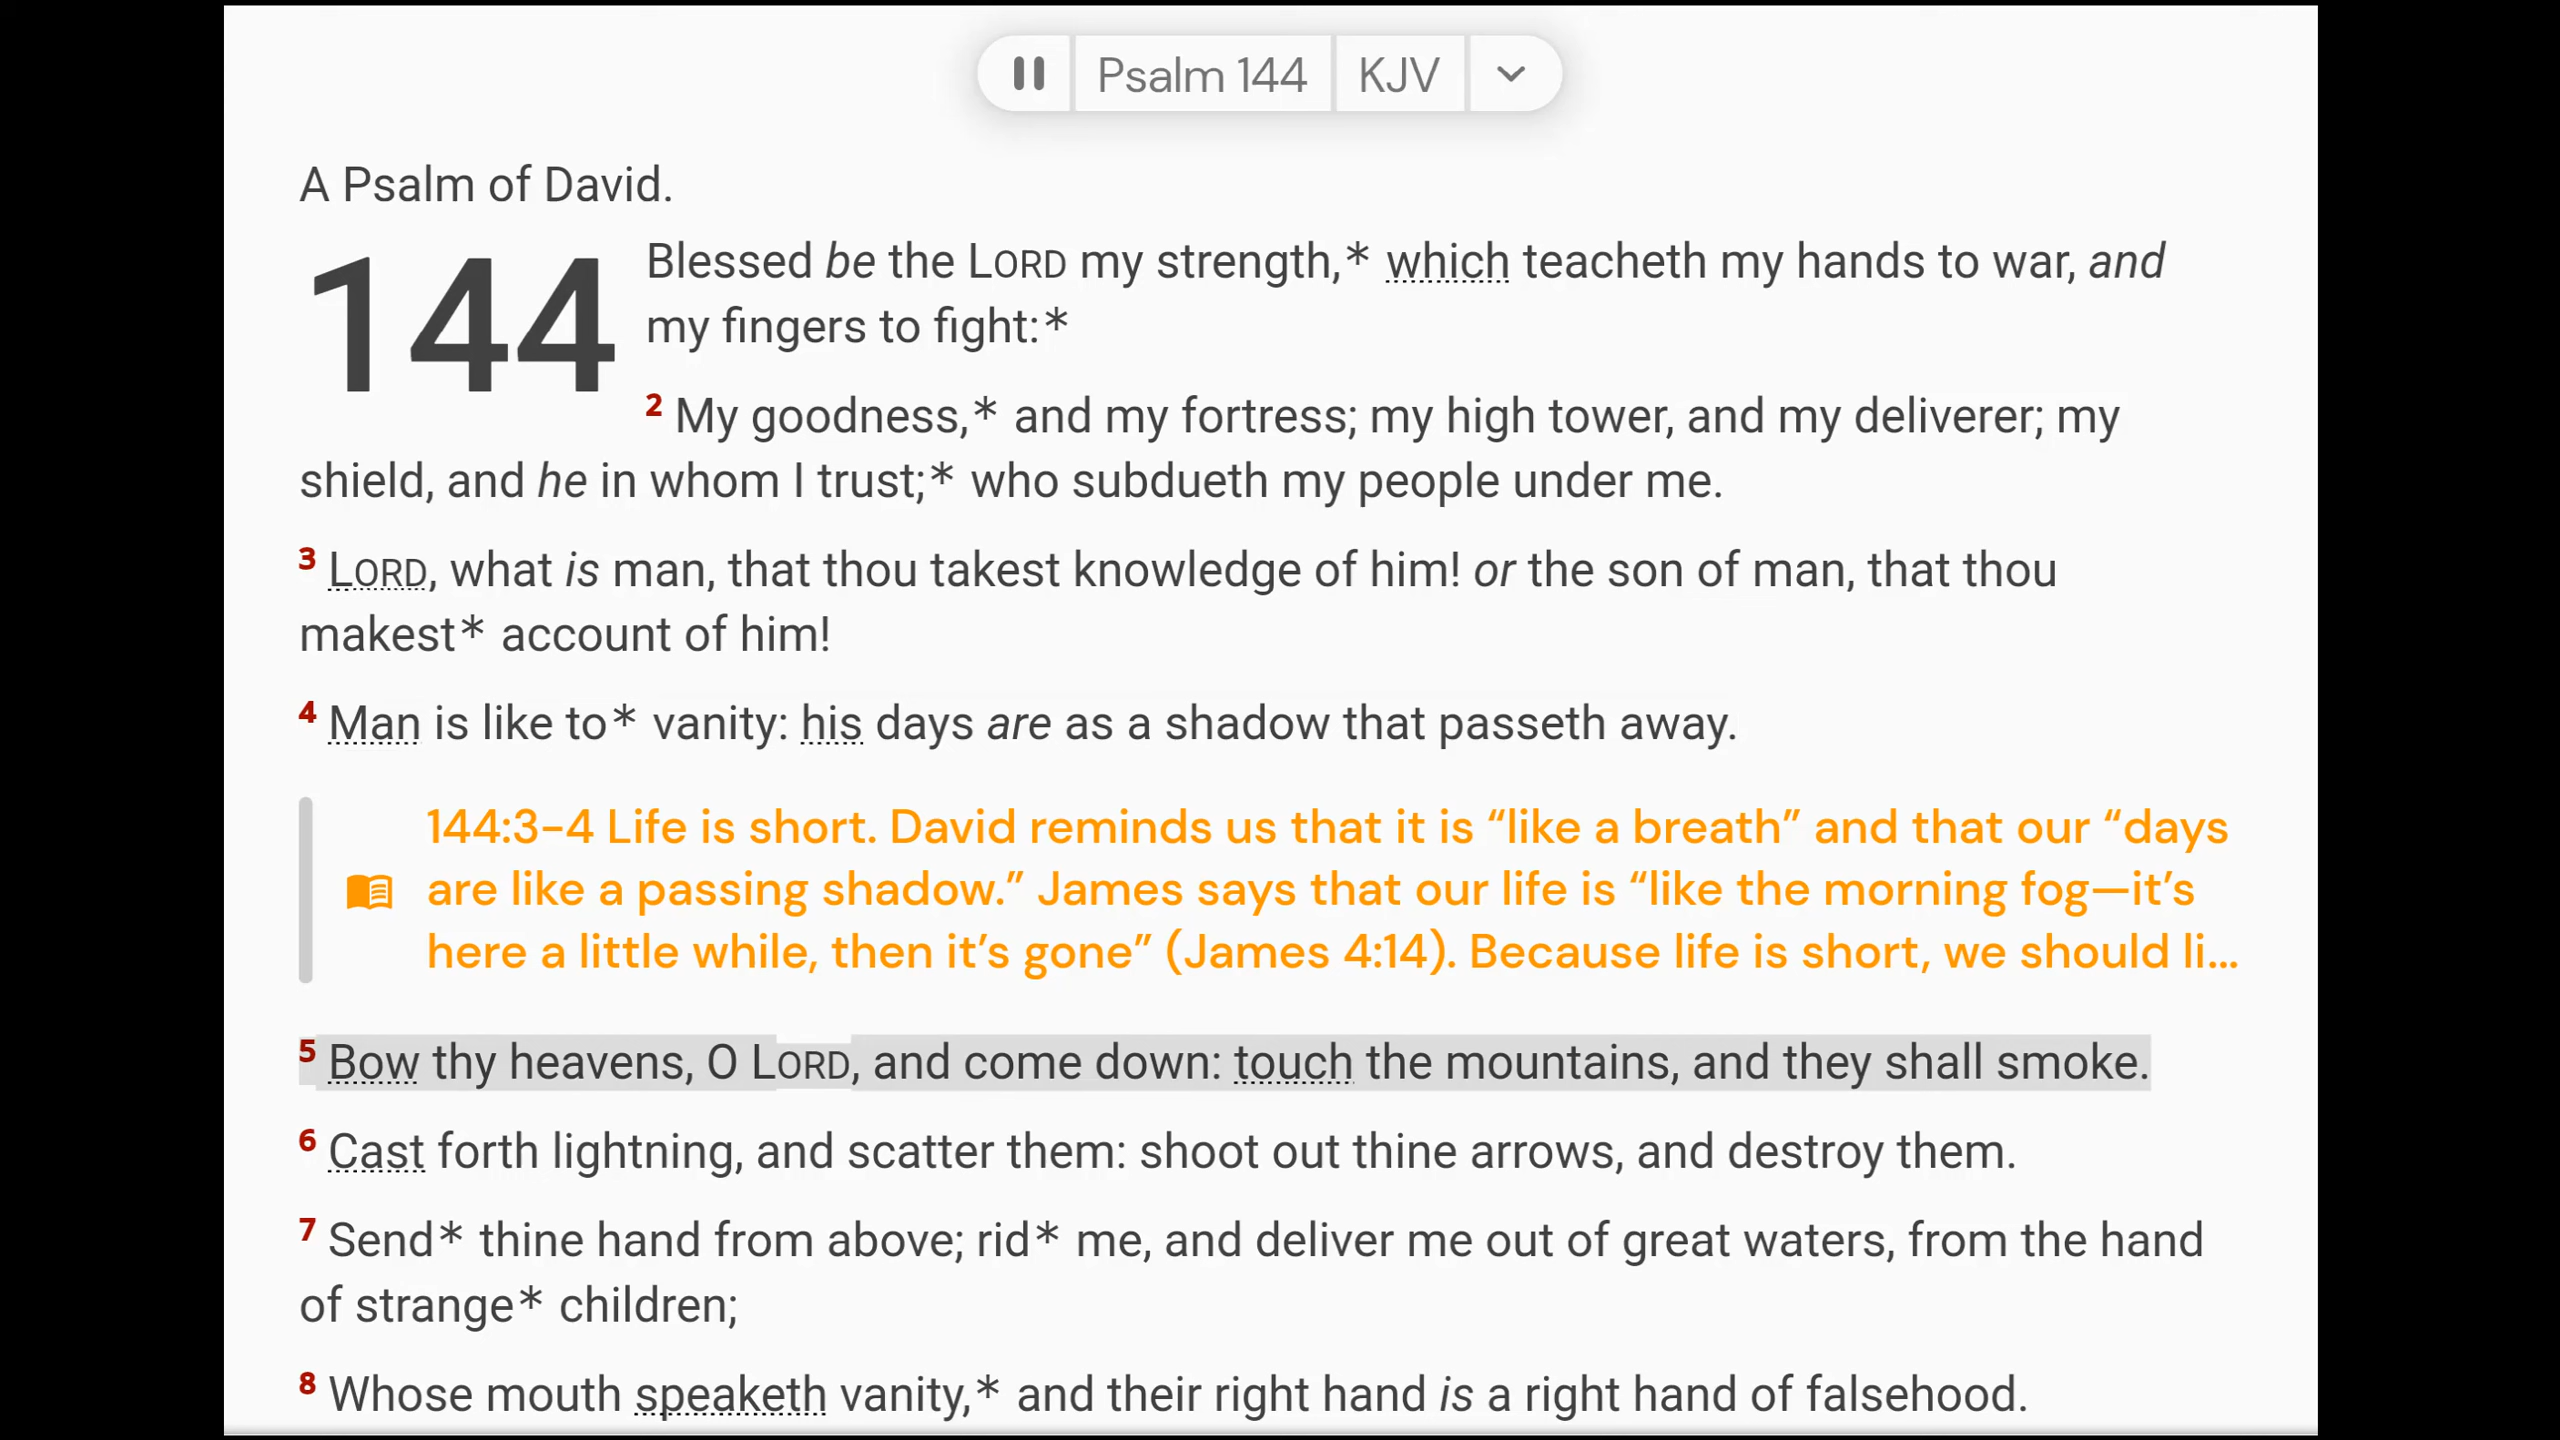 Psalm 144 KJV
A Psalm of David.
144 Blessed be the LORD my strength,* which teacheth my hands to war, and
my fingers to fight:*
2 My goodness,* and my fortress; my high tower, and my deliverer; my
shield, and he in whom I trust;* who subdueth my people under me.
3 LORD, what is man, that thou takest knowledge of him! or the son of man, that thou
makest* account of him!
4 Man is like to* vanity: his days are as a shadow that passeth away.
144:3–4 Life is short. David reminds us that it is “like a breath” and that our “days
are like a passing shadow.” James says that our life is “like the morning fog—it’s
here a little while, then it’s gone” (James 4:14). Because life is short, we should li...
5 Bow thy heavens, O LORD, and come down: touch the mountains, and they shall smoke.
6 Cast forth lightning, and scatter them: shoot out thine arrows, and destroy them.
7 Send* thine hand from above; rid* me, and deliver me out of great waters, from the hand
of strange* children;
8 Whose mouth speaketh vanity,* and their right hand is a right hand of falsehood.